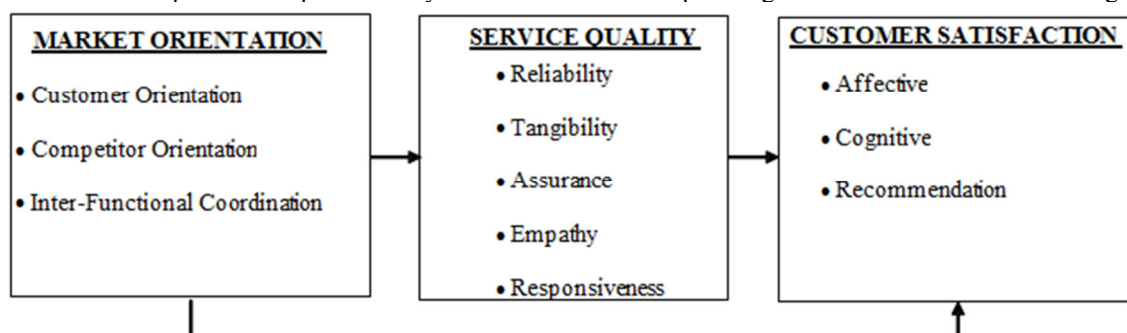 MARKET ORIENTATION
• Customer Orientation
• Competitor Orientation
• Inter-Functional Coordination
SERVICE QUALITY
• Reliability
• Tangibility
• Assurance
• Empathy
• Responsiveness
CUSTOMER SATISFACTION
• Affective
• Cognitive
• Recommendation